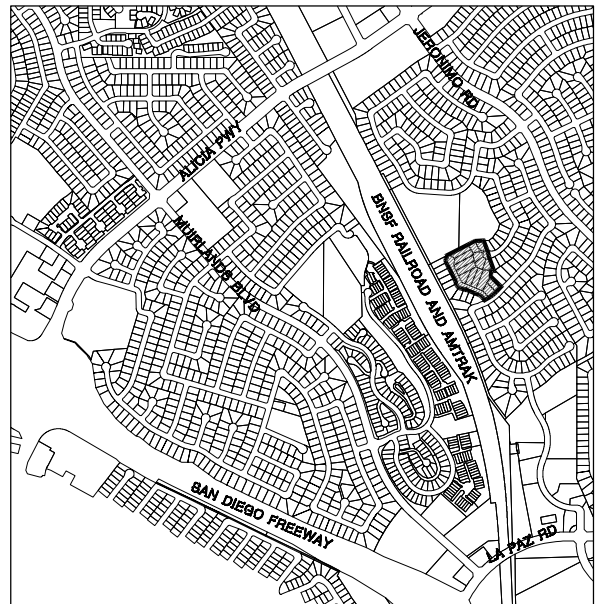 JERONIMO RD
ALICIA PWY
BNSF RAILROAD AND AMTRAK
MUIRLANDS BLVD
SAN DIEGO FREEWAY
LA PAZ RD